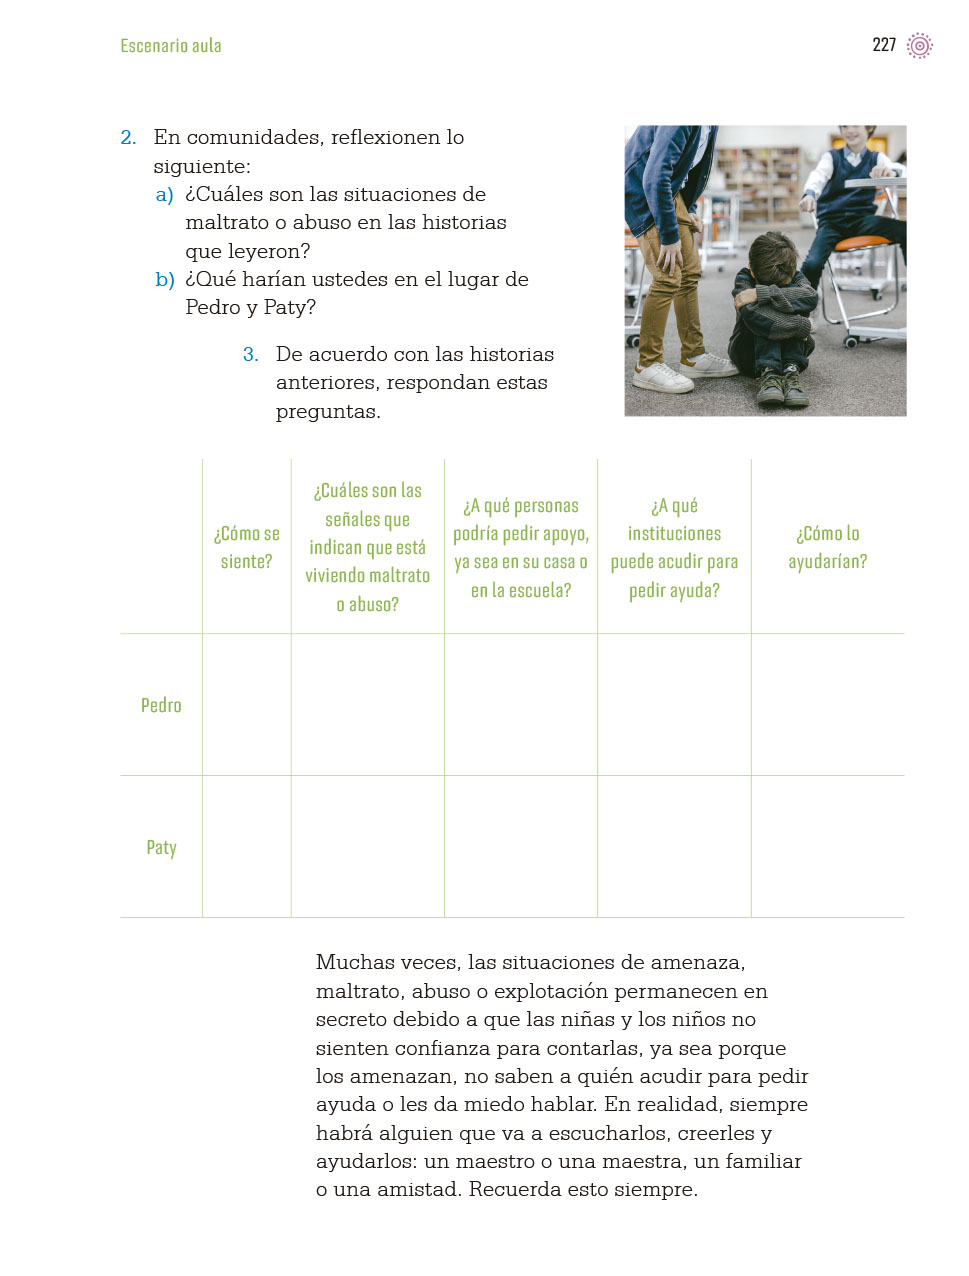 Escenario aula
227
2. En comunidades, reflexionen lo
siguiente:
a) ¿Cuáles son las situaciones de
maltrato o abuso en las historias
que leyeron?
b) ¿Qué harían ustedes en el lugar de
Pedro y Paty?
3. De acuerdo con las historias
anteriores, respondan estas
preguntas.
¿Cómo se
siente?
¿Cuáles son las
señales que
indican que está
viviendo maltrato
o abuso?
¿A qué personas
podría pedir apoyo,
ya sea en su casa o
en la escuela?
¿A qué
instituciones
puede acudir para
pedir ayuda?
¿Cómo lo
ayudarían?
Pedro
Paty
Muchas veces, las situaciones de amenaza,
maltrato, abuso o explotación permanecen en
secreto debido a que las niñas y los niños no
sienten confianza para contarlas, ya sea porque
los amenazan, no saben a quién acudir para pedir
ayuda o les da miedo hablar. En realidad, siempre
habrá alguien que va a escucharlos, creerles y
ayudarlos: un maestro o una maestra, un familiar
o una amistad. Recuerda esto siempre.